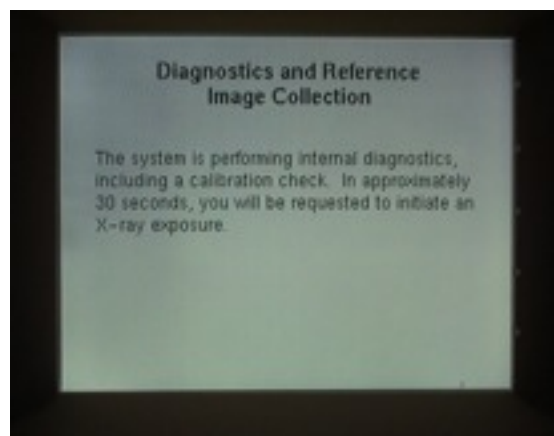 Diagnostics and Reference
Image Collection
The system is performing internal diagnostics,
including a calibration check. In approximately
30 seconds, you will be requested to initiate an
X-ray exposure.